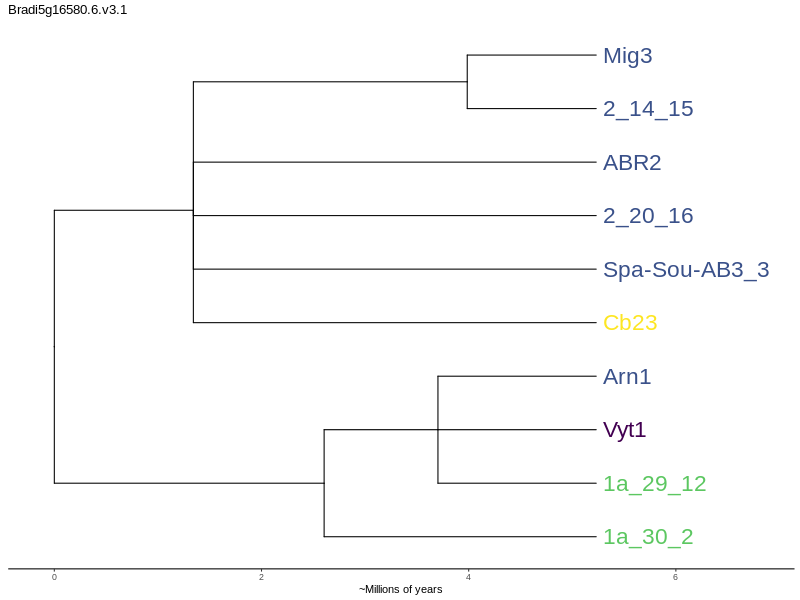 Bradi5g16580.6.v3.1
Mig3
2_14_15
ABR2
2_20_16
Spa-Sou-AB3_3
Cb23
Arn1
Vyt1
1a_29_12
1a_30_2
0 2 4 6
~Millions of years